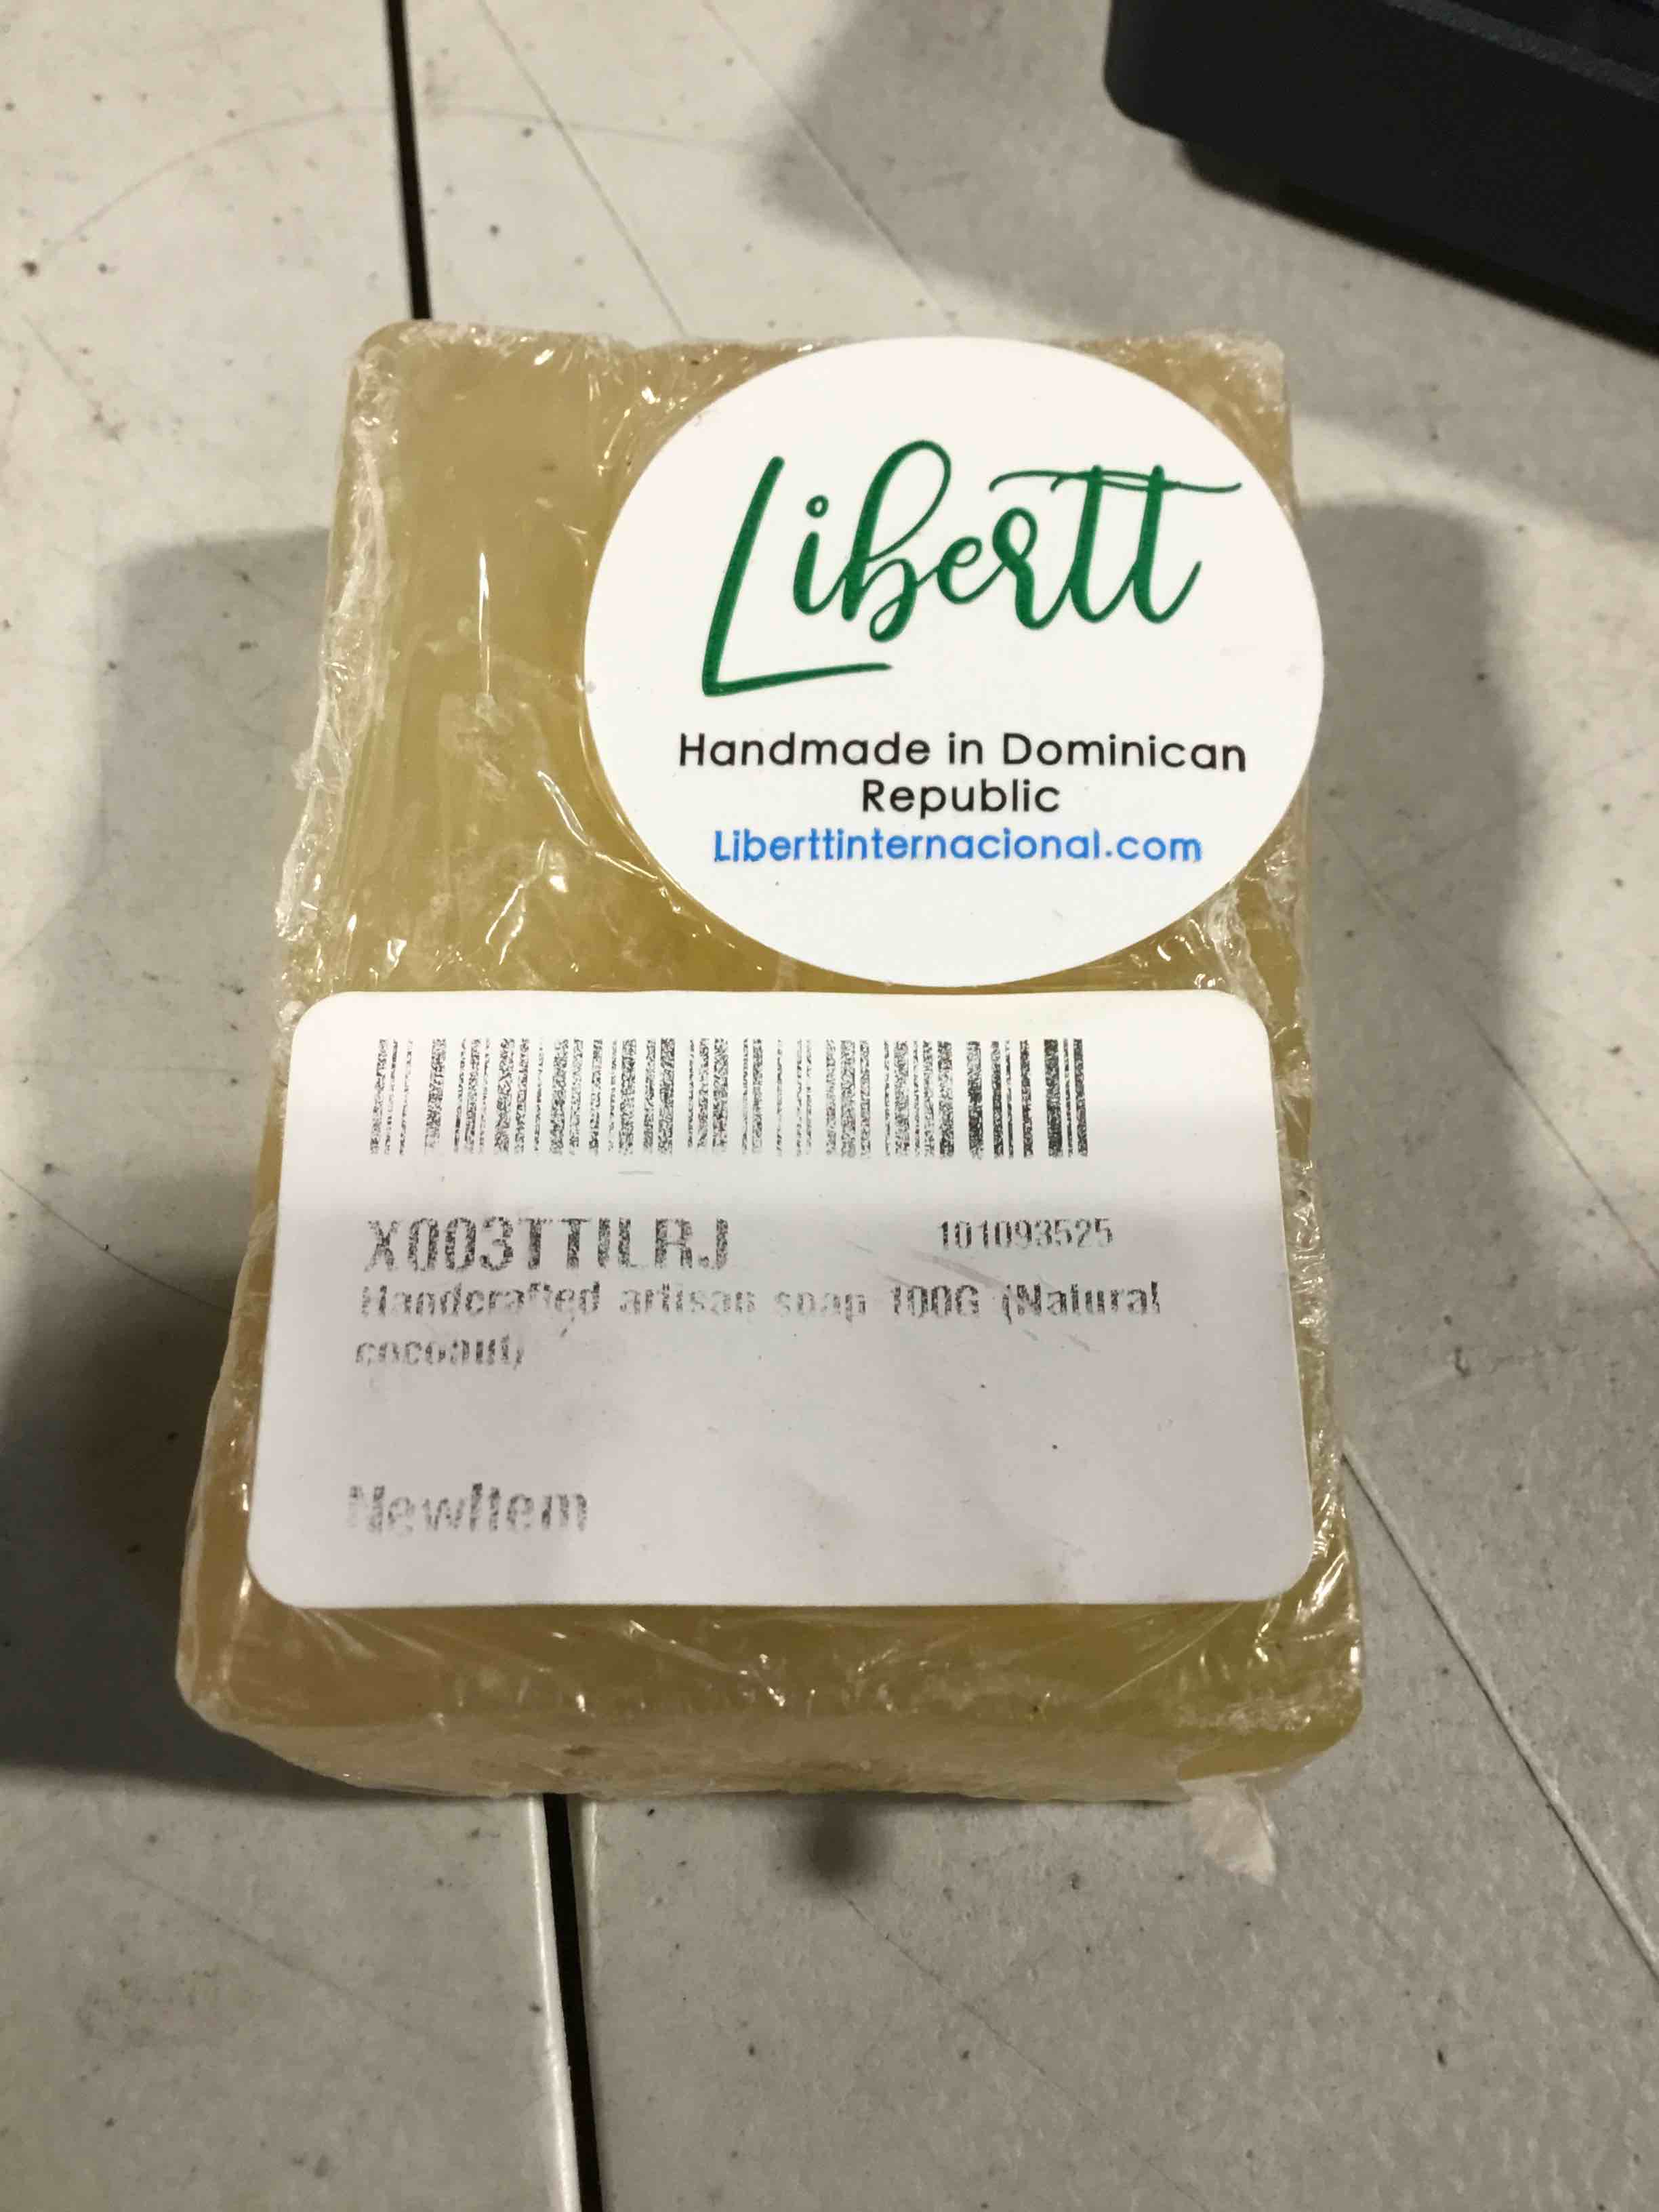 Libertt
Handmade in Dominican
Republic
Liberttinternacional.com
X003TTILRJ
101093525
Handcrafted artisan soap 100G (Natural
coconut)
NewItem